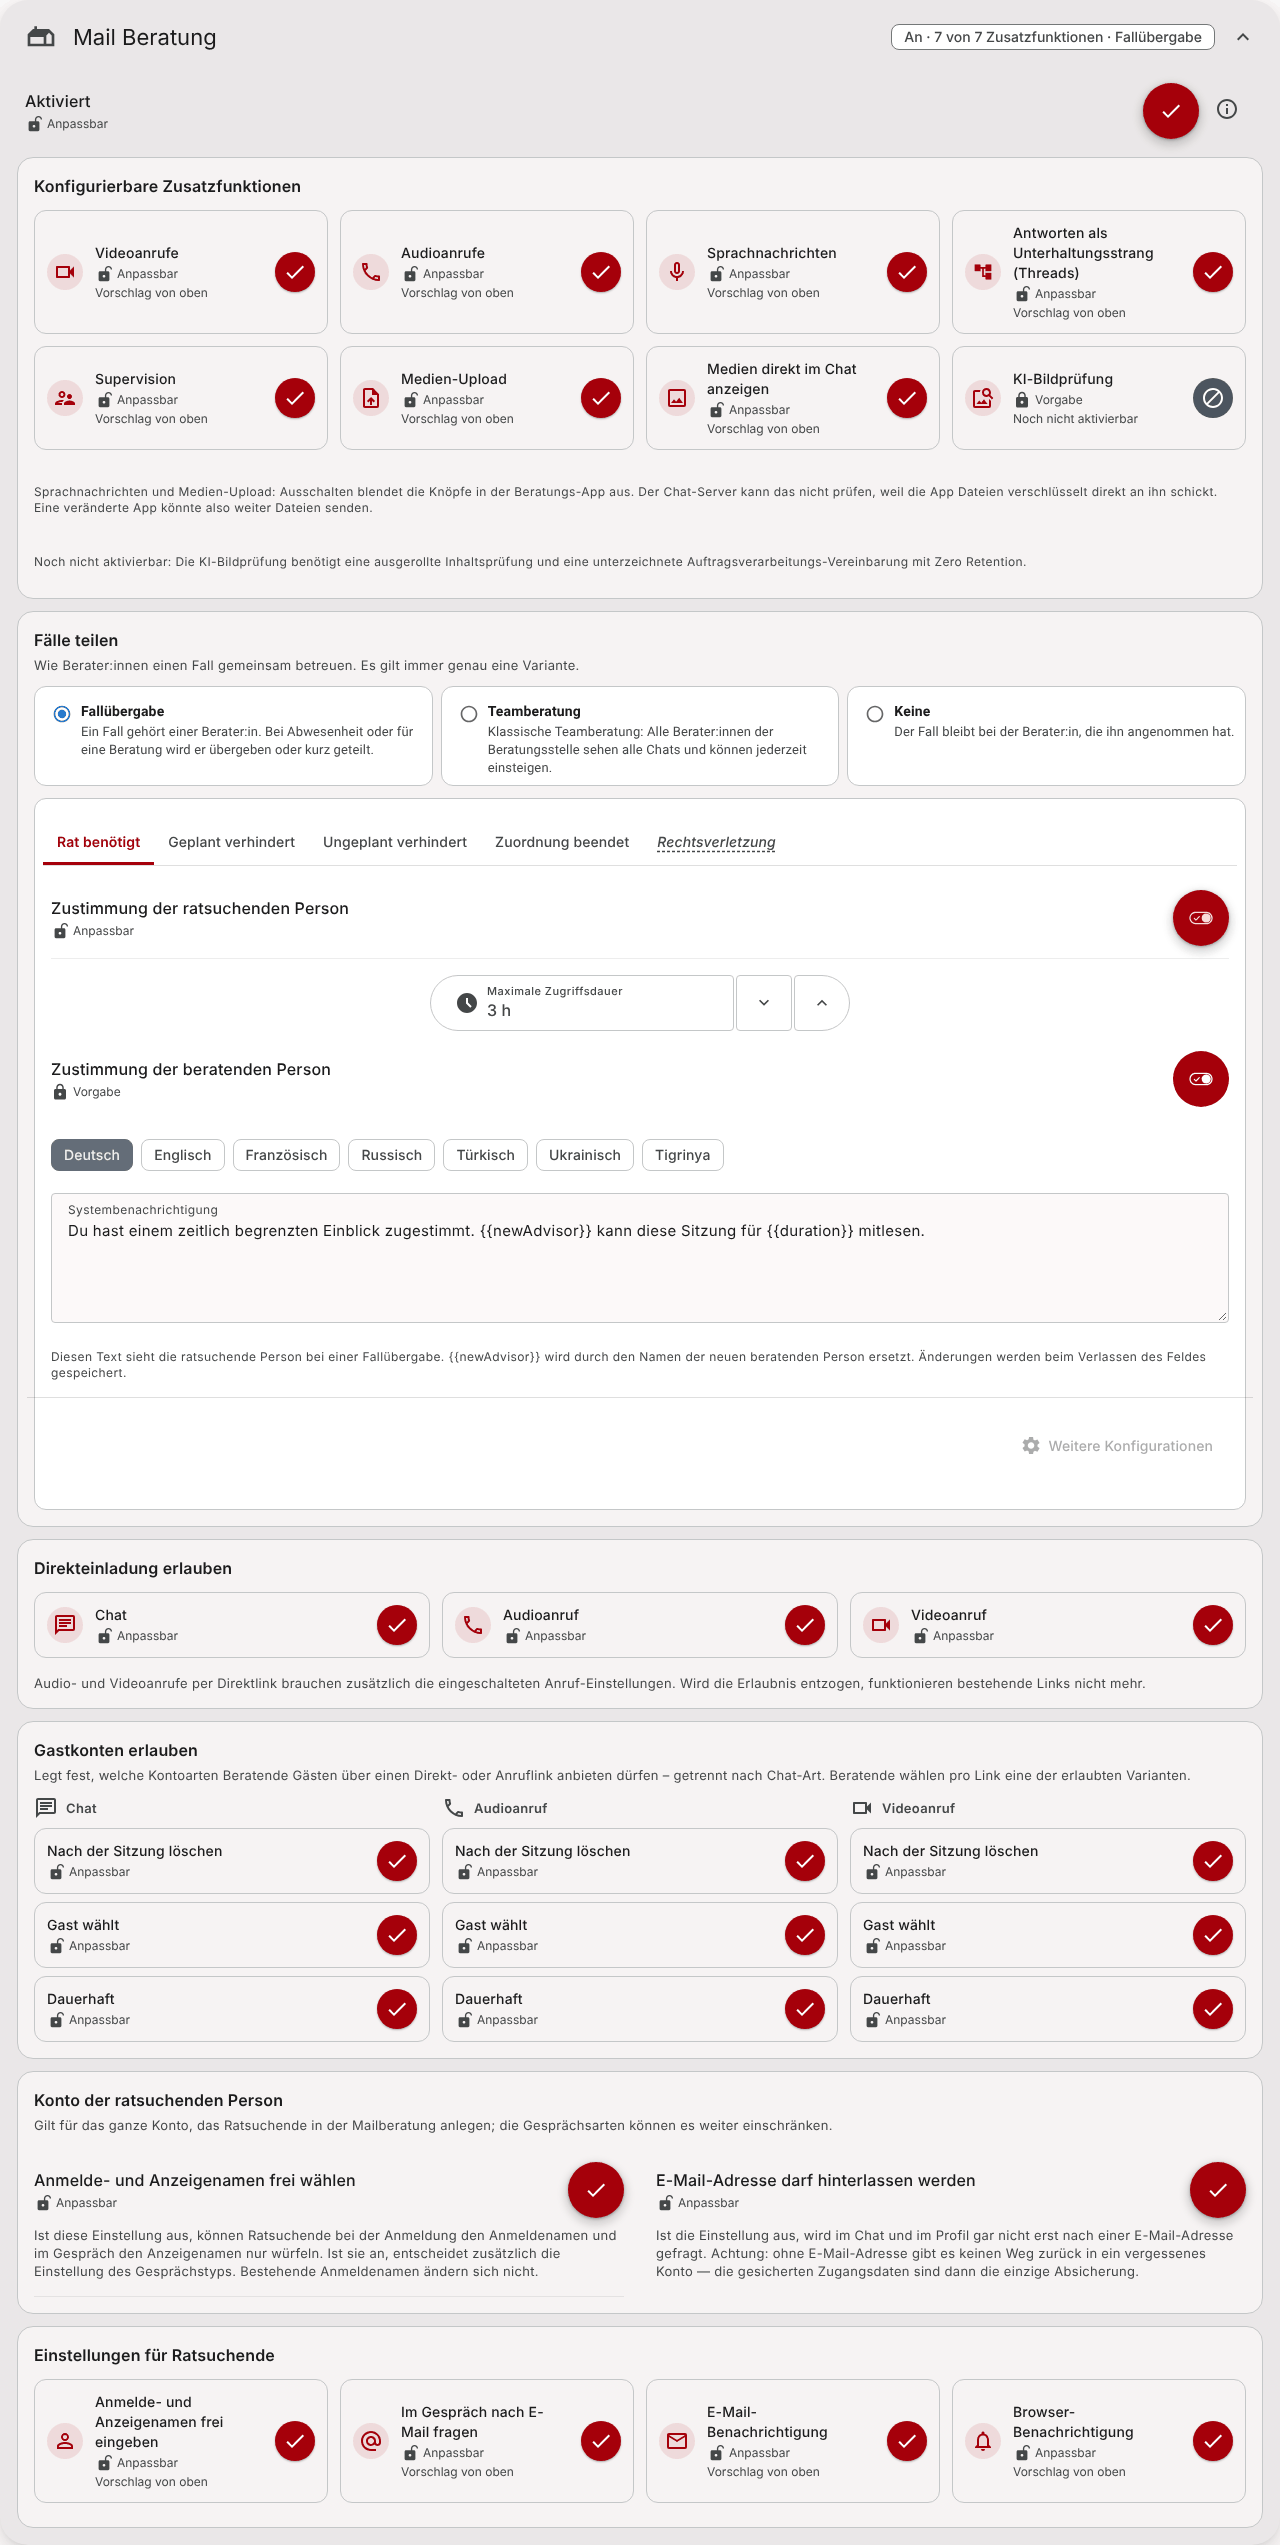 Mail Beratung
An · 7 von 7 Zusatzfunktionen · Fallübergabe
Aktiviert
Anpassbar
Konfigurierbare Zusatzfunktionen
Videoanrufe
Anpassbar
Vorschlag von oben
Audioanrufe
Anpassbar
Vorschlag von oben
Sprachnachrichten
Anpassbar
Vorschlag von oben
Antworten als
Unterhaltungsstrang
(Threads)
Anpassbar
Vorschlag von oben
Supervision
Anpassbar
Vorschlag von oben
Medien-Upload
Anpassbar
Vorschlag von oben
Medien direkt im Chat
anzeigen
Anpassbar
Vorschlag von oben
KI-Bildprüfung
Vorgabe
Noch nicht aktivierbar
Sprachnachrichten und Medien-Upload: Ausschalten blendet die Knöpfe in der Beratungs-App aus. Der Chat-Server kann das nicht prüfen, weil die App Dateien verschlüsselt direkt an ihn schickt.
Eine veränderte App könnte also weiter Dateien senden.
Noch nicht aktivierbar: Die KI-Bildprüfung benötigt eine ausgerollte Inhaltsprüfung und eine unterzeichnete Auftragsverarbeitungs-Vereinbarung mit Zero Retention.
Fälle teilen
Wie Berater:innen einen Fall gemeinsam betreuen. Es gilt immer genau eine Variante.
Fallübergabe
Ein Fall gehört einer Berater:in. Bei Abwesenheit oder für
eine Beratung wird er übergeben oder kurz geteilt.
Teamberatung
Klassische Teamberatung: Alle Berater:innen der
Beratungsstelle sehen alle Chats und können jederzeit
einsteigen.
Keine
Der Fall bleibt bei der Berater:in, die ihn angenommen hat.
Rat benötigt
Geplant verhindert
Ungeplant verhindert
Zuordnung beendet
Rechtsverletzung
Zustimmung der ratsuchenden Person
Anpassbar
Maximale Zugriffsdauer
3 h
Zustimmung der beratenden Person
Vorgabe
Deutsch
Englisch
Französisch
Russisch
Türkisch
Ukrainisch
Tigrinya
Systembenachrichtigung
Du hast einem zeitlich begrenzten Einblick zugestimmt. {{newAdvisor}} kann diese Sitzung für {{duration}} mitlesen.
Diesen Text sieht die ratsuchende Person bei einer Fallübergabe. {{newAdvisor}} wird durch den Namen der neuen beratenden Person ersetzt. Änderungen werden beim Verlassen des Feldes
gespeichert.
Weitere Konfigurationen
Direkteinladung erlauben
Chat
Anpassbar
Audioanruf
Anpassbar
Videoanruf
Anpassbar
Audio- und Videoanrufe per Direktlink brauchen zusätzlich die eingeschalteten Anruf-Einstellungen. Wird die Erlaubnis entzogen, funktionieren bestehende Links nicht mehr.
Gastkonten erlauben
Legt fest, welche Kontoarten Beratende Gästen über einen Direkt- oder Anruflink anbieten dürfen – getrennt nach Chat-Art. Beratende wählen pro Link eine der erlaubten Varianten.
Chat
Audioanruf
Videoanruf
Nach der Sitzung löschen
Anpassbar
Nach der Sitzung löschen
Anpassbar
Nach der Sitzung löschen
Anpassbar
Gast wählt
Anpassbar
Gast wählt
Anpassbar
Gast wählt
Anpassbar
Dauerhaft
Anpassbar
Dauerhaft
Anpassbar
Dauerhaft
Anpassbar
Konto der ratsuchenden Person
Gilt für das ganze Konto, das Ratsuchende in der Mailberatung anlegen; die Gesprächsarten können es weiter einschränken.
Anmelde- und Anzeigenamen frei wählen
Anpassbar
Ist diese Einstellung aus, können Ratsuchende bei der Anmeldung den Anmeldenamen und
im Gespräch den Anzeigenamen nur würfeln. Ist sie an, entscheidet zusätzlich die
Einstellung des Gesprächstyps. Bestehende Anmeldenamen ändern sich nicht.
E-Mail-Adresse darf hinterlassen werden
Anpassbar
Ist die Einstellung aus, wird im Chat und im Profil gar nicht erst nach einer E-Mail-Adresse
gefragt. Achtung: ohne E-Mail-Adresse gibt es keinen Weg zurück in ein vergessenes
Konto — die gesicherten Zugangsdaten sind dann die einzige Absicherung.
Einstellungen für Ratsuchende
Anmelde- und
Anzeigenamen frei
eingeben
Anpassbar
Vorschlag von oben
Im Gespräch nach E-
Mail fragen
Anpassbar
Vorschlag von oben
E-Mail-
Benachrichtigung
Anpassbar
Vorschlag von oben
Browser-
Benachrichtigung
Anpassbar
Vorschlag von oben